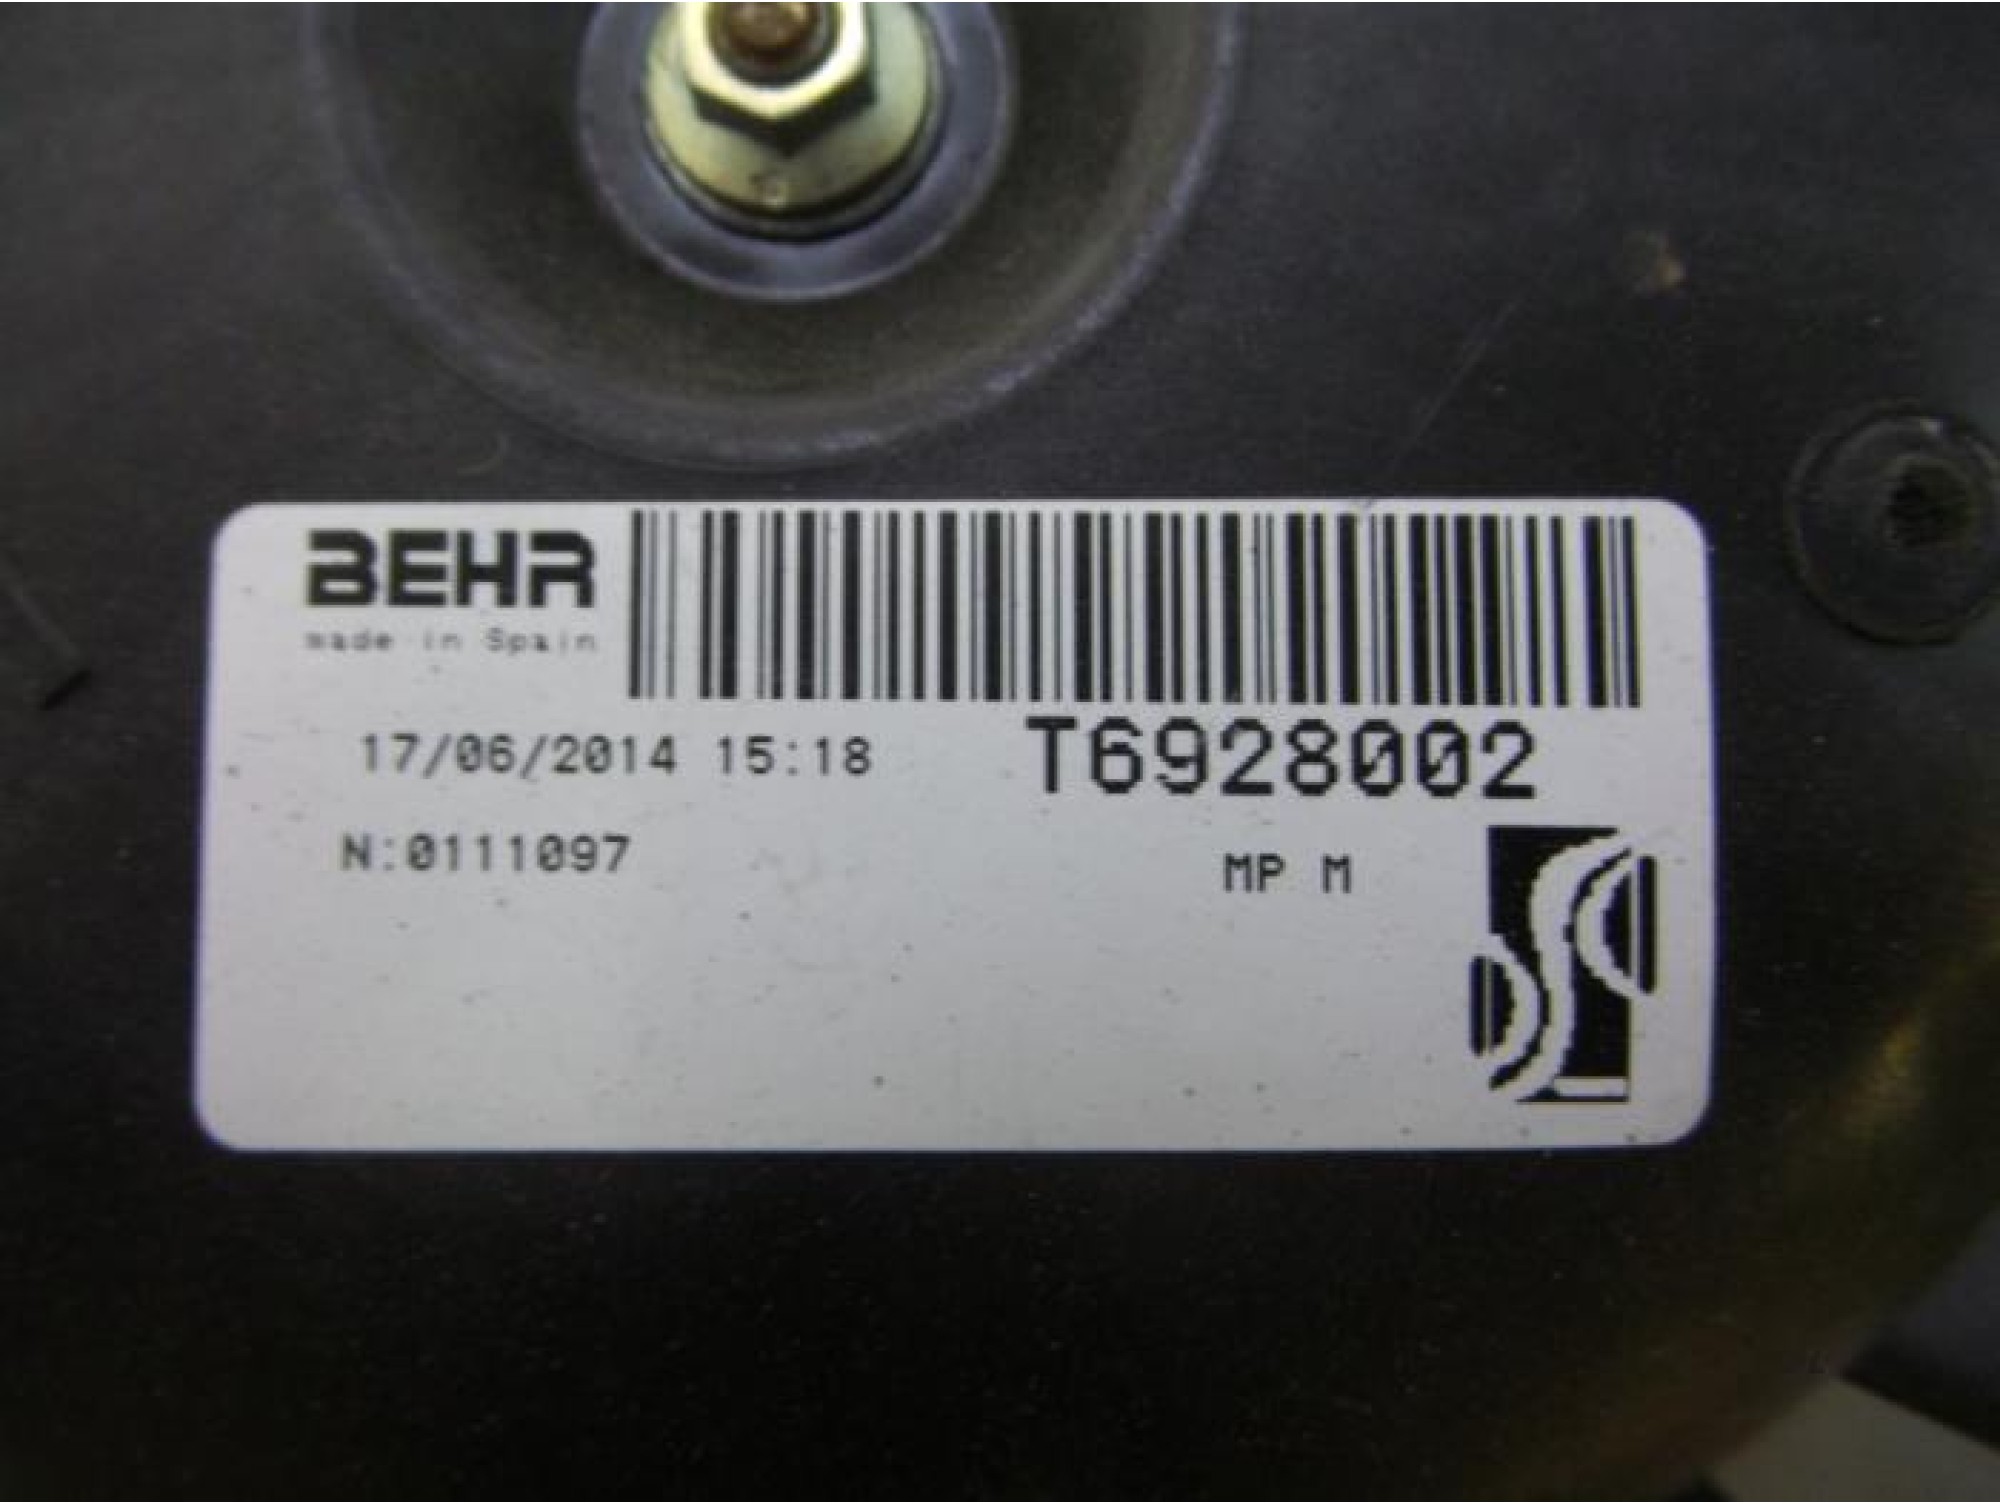 BEHR
made in Spain
17/06/2014 15:18 T6928002
N:0111097 MP M